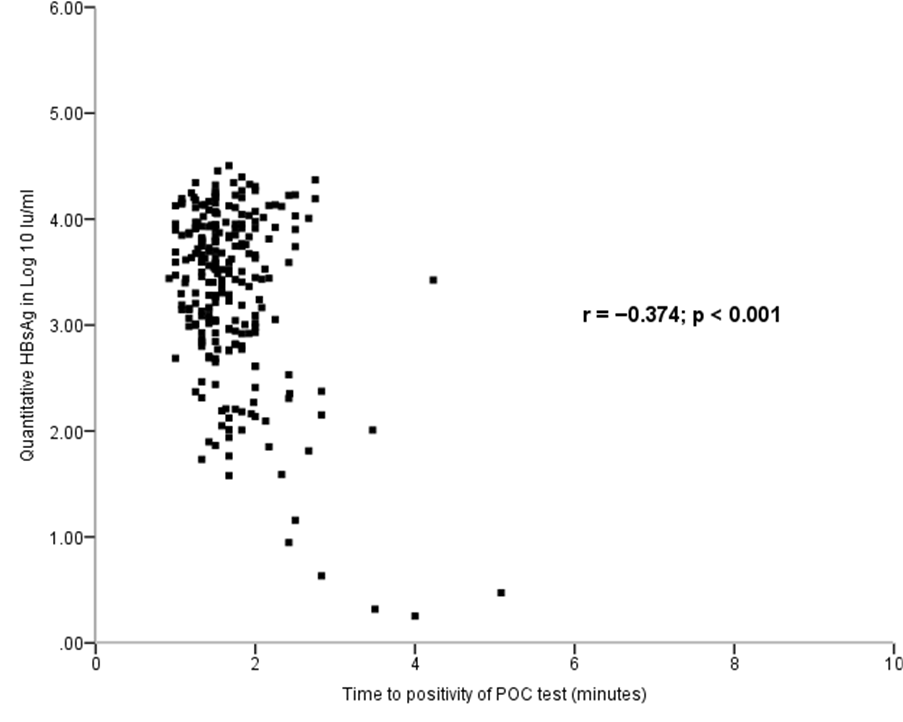 6.00
5.00
4.00
3.00
2.00
1.00
.00
Quantitative HBsAg in Log 10 Iu/ml
r = −0.374; p < 0.001
0 2 4 6 8 10
Time to positivity of POC test (minutes)